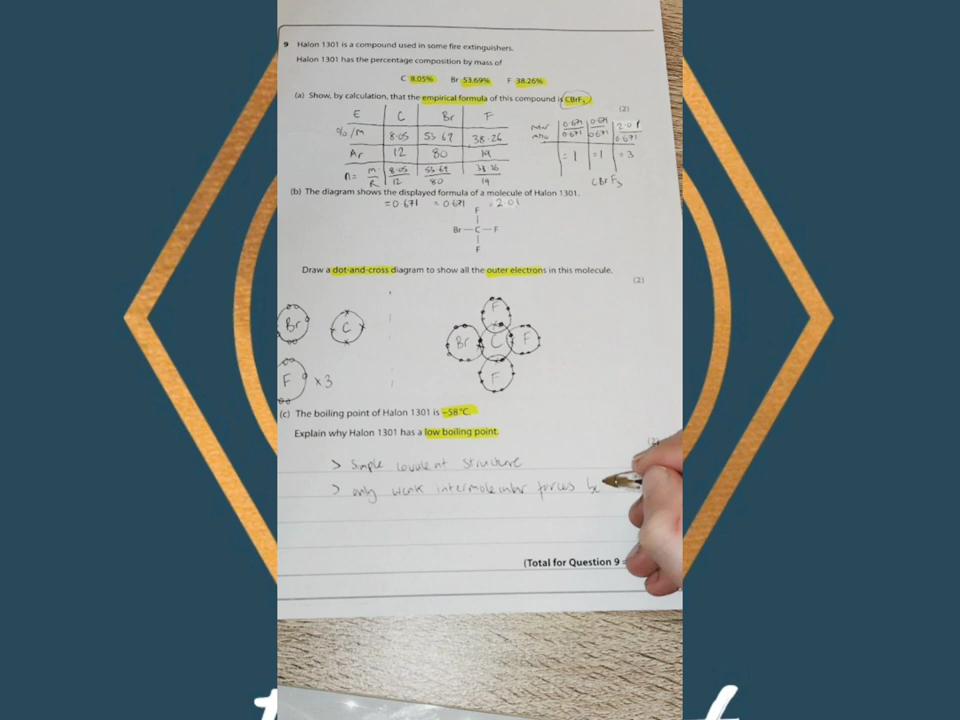 9 Halon 1301 is a compound used in some fire extinguishers.
Halon 1301 has the percentage composition by mass of
C 8.05% Br 53.69% F 38.26%
(a) Show, by calculation, that the empirical formula of this compound is CBrF₃
(2)
E C Br F
%/M 8.05 53.69 38.26
Ar 12 80 19
n= M/R 8.05/12 53.69/80 38.26/19
= 0.671 = 0.671 = 2.01
0.671/0.671 0.671/0.671 2.01/0.671
= 1 = 1 = 3
CBrF₃
(b) The diagram shows the displayed formula of a molecule of Halon 1301.
F
Br — C — F
F
Draw a dot-and-cross diagram to show all the outer electrons in this molecule.
(2)
Br C
F x3
F
Br C F
F
(c) The boiling point of Halon 1301 is −58°C.
Explain why Halon 1301 has a low boiling point.
(2)
> Simple covalent structure
> only weak intermolecular forces be
(Total for Question 9 =